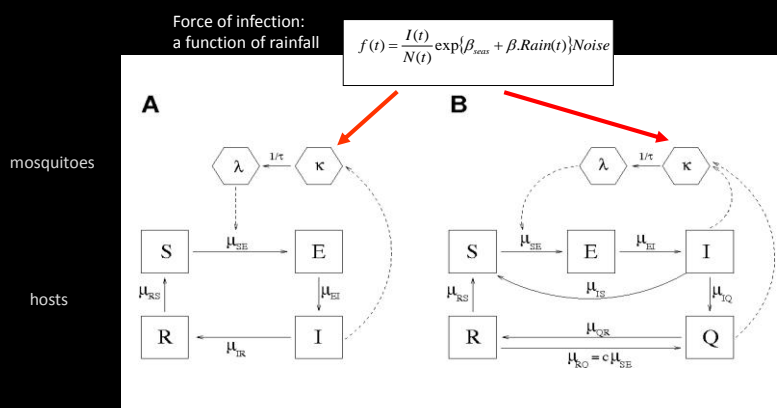 Force of infection:
a function of rainfall
f(t) = I(t)/N(t) exp{β_seas + β.Rain(t)}Noise
A
B
mosquitoes
λ 1/τ κ
λ 1/τ κ
hosts
S μ_SE E
μ_RS μ_EI
R μ_IR I
S μ_SE E μ_EI I
μ_IS
μ_RS μ_IQ
μ_QR
R Q
μ_RQ = c μ_SE